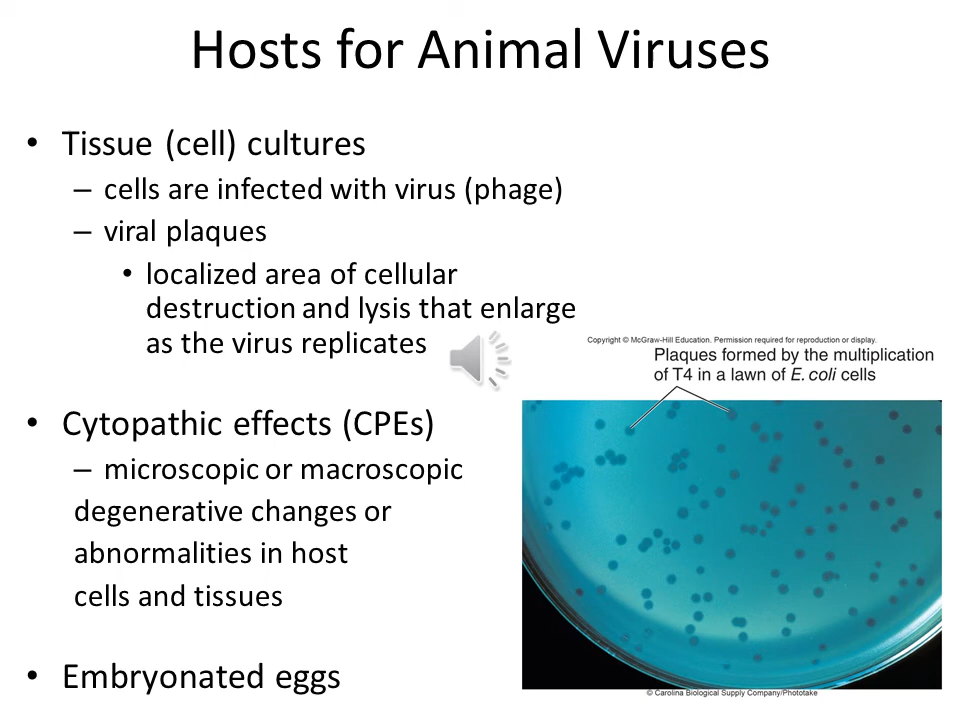 Hosts for Animal Viruses
• Tissue (cell) cultures
– cells are infected with virus (phage)
– viral plaques
• localized area of cellular
destruction and lysis that enlarge
as the virus replicates
• Cytopathic effects (CPEs)
– microscopic or macroscopic
degenerative changes or
abnormalities in host
cells and tissues
• Embryonated eggs
Copyright © McGraw-Hill Education. Permission required for reproduction or display.
Plaques formed by the multiplication
of T4 in a lawn of E. coli cells
© Carolina Biological Supply Company/Phototake